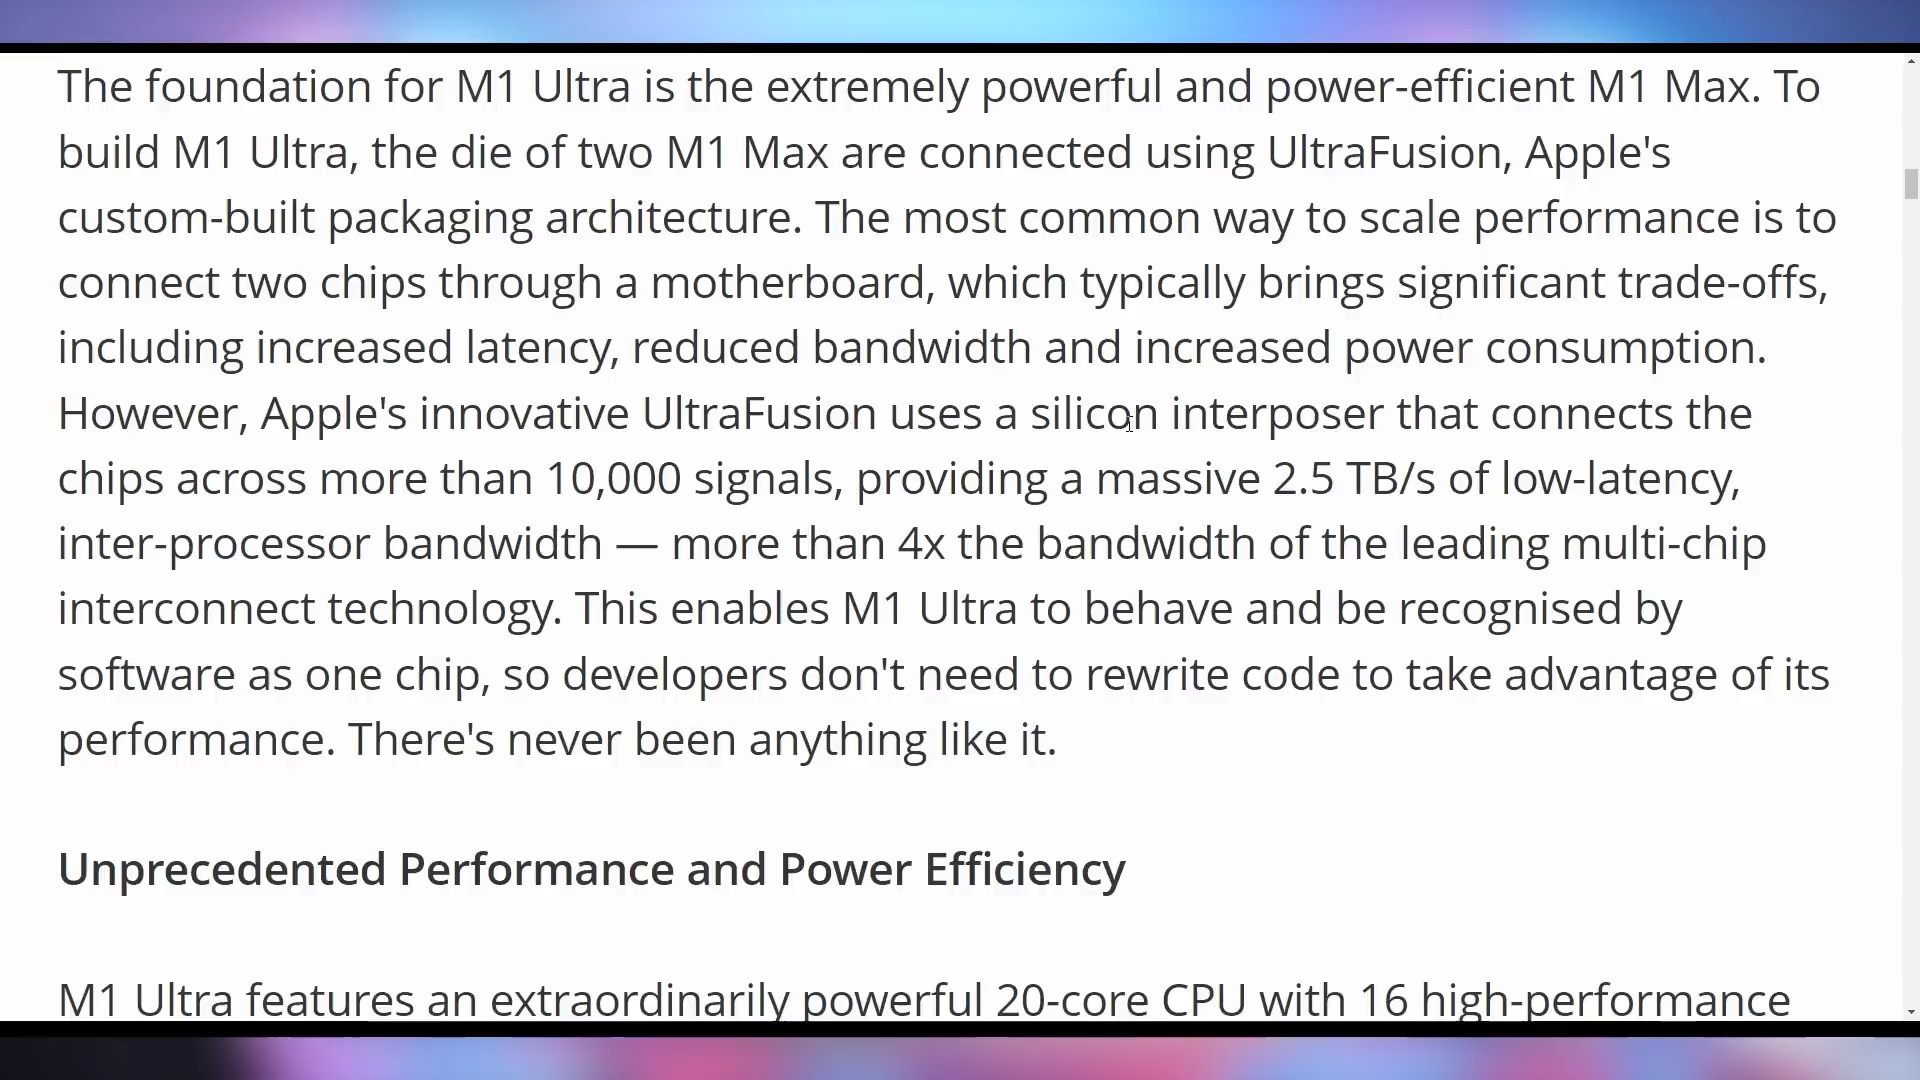 The foundation for M1 Ultra is the extremely powerful and power-efficient M1 Max. To
build M1 Ultra, the die of two M1 Max are connected using UltraFusion, Apple's
custom-built packaging architecture. The most common way to scale performance is to
connect two chips through a motherboard, which typically brings significant trade-offs,
including increased latency, reduced bandwidth and increased power consumption.
However, Apple's innovative UltraFusion uses a silicon interposer that connects the
chips across more than 10,000 signals, providing a massive 2.5 TB/s of low-latency,
inter-processor bandwidth — more than 4x the bandwidth of the leading multi-chip
interconnect technology. This enables M1 Ultra to behave and be recognised by
software as one chip, so developers don't need to rewrite code to take advantage of its
performance. There's never been anything like it.
Unprecedented Performance and Power Efficiency
M1 Ultra features an extraordinarily powerful 20-core CPU with 16 high-performance